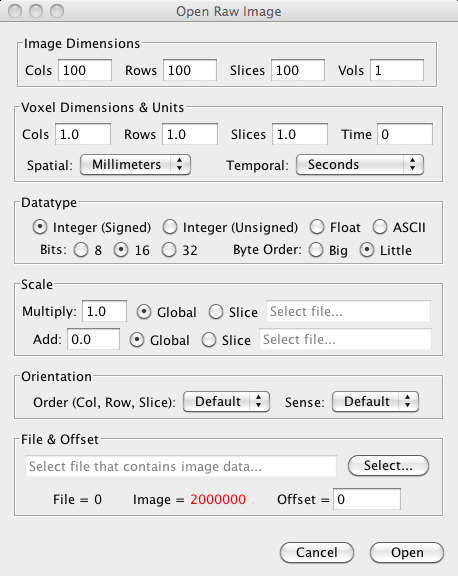 Open Raw Image
Image Dimensions
Cols 100 Rows 100 Slices 100 Vols 1
Voxel Dimensions & Units
Cols 1.0 Rows 1.0 Slices 1.0 Time 0
Spatial: Millimeters Temporal: Seconds
Datatype
Integer (Signed) Integer (Unsigned) Float ASCII
Bits: 8 16 32 Byte Order: Big Little
Scale
Multiply: 1.0 Global Slice Select file...
Add: 0.0 Global Slice Select file...
Orientation
Order (Col, Row, Slice): Default Sense: Default
File & Offset
Select file that contains image data... Select...
File = 0 Image = 2000000 Offset = 0
Cancel Open